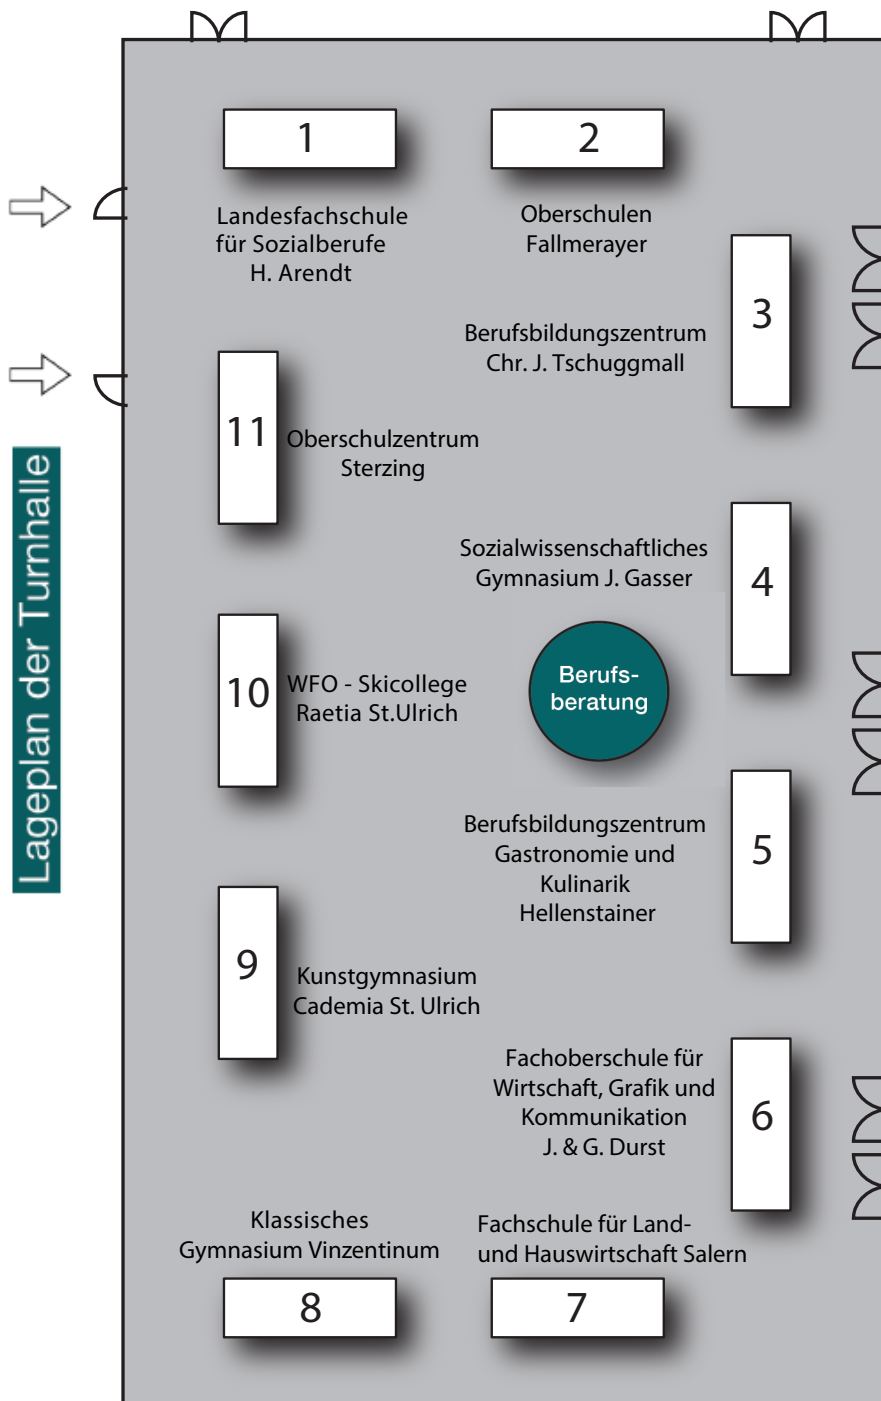 Lageplan der Turnhalle
1
Landesfachschule
für Sozialberufe
H. Arendt
2
Oberschulen
Fallmerayer
3
Berufsbildungszentrum
Chr. J. Tschuggmall
11
Oberschulzentrum
Sterzing
4
Sozialwissenschaftliches
Gymnasium J. Gasser
Berufs-
beratung
10
WFO - Skicollege
Raetia St.Ulrich
5
Berufsbildungszentrum
Gastronomie und
Kulinarik
Hellenstainer
9
Kunstgymnasium
Cademia St. Ulrich
6
Fachoberschule für
Wirtschaft, Grafik und
Kommunikation
J. & G. Durst
Klassisches
Gymnasium Vinzentinum
8
Fachschule für Land-
und Hauswirtschaft Salern
7